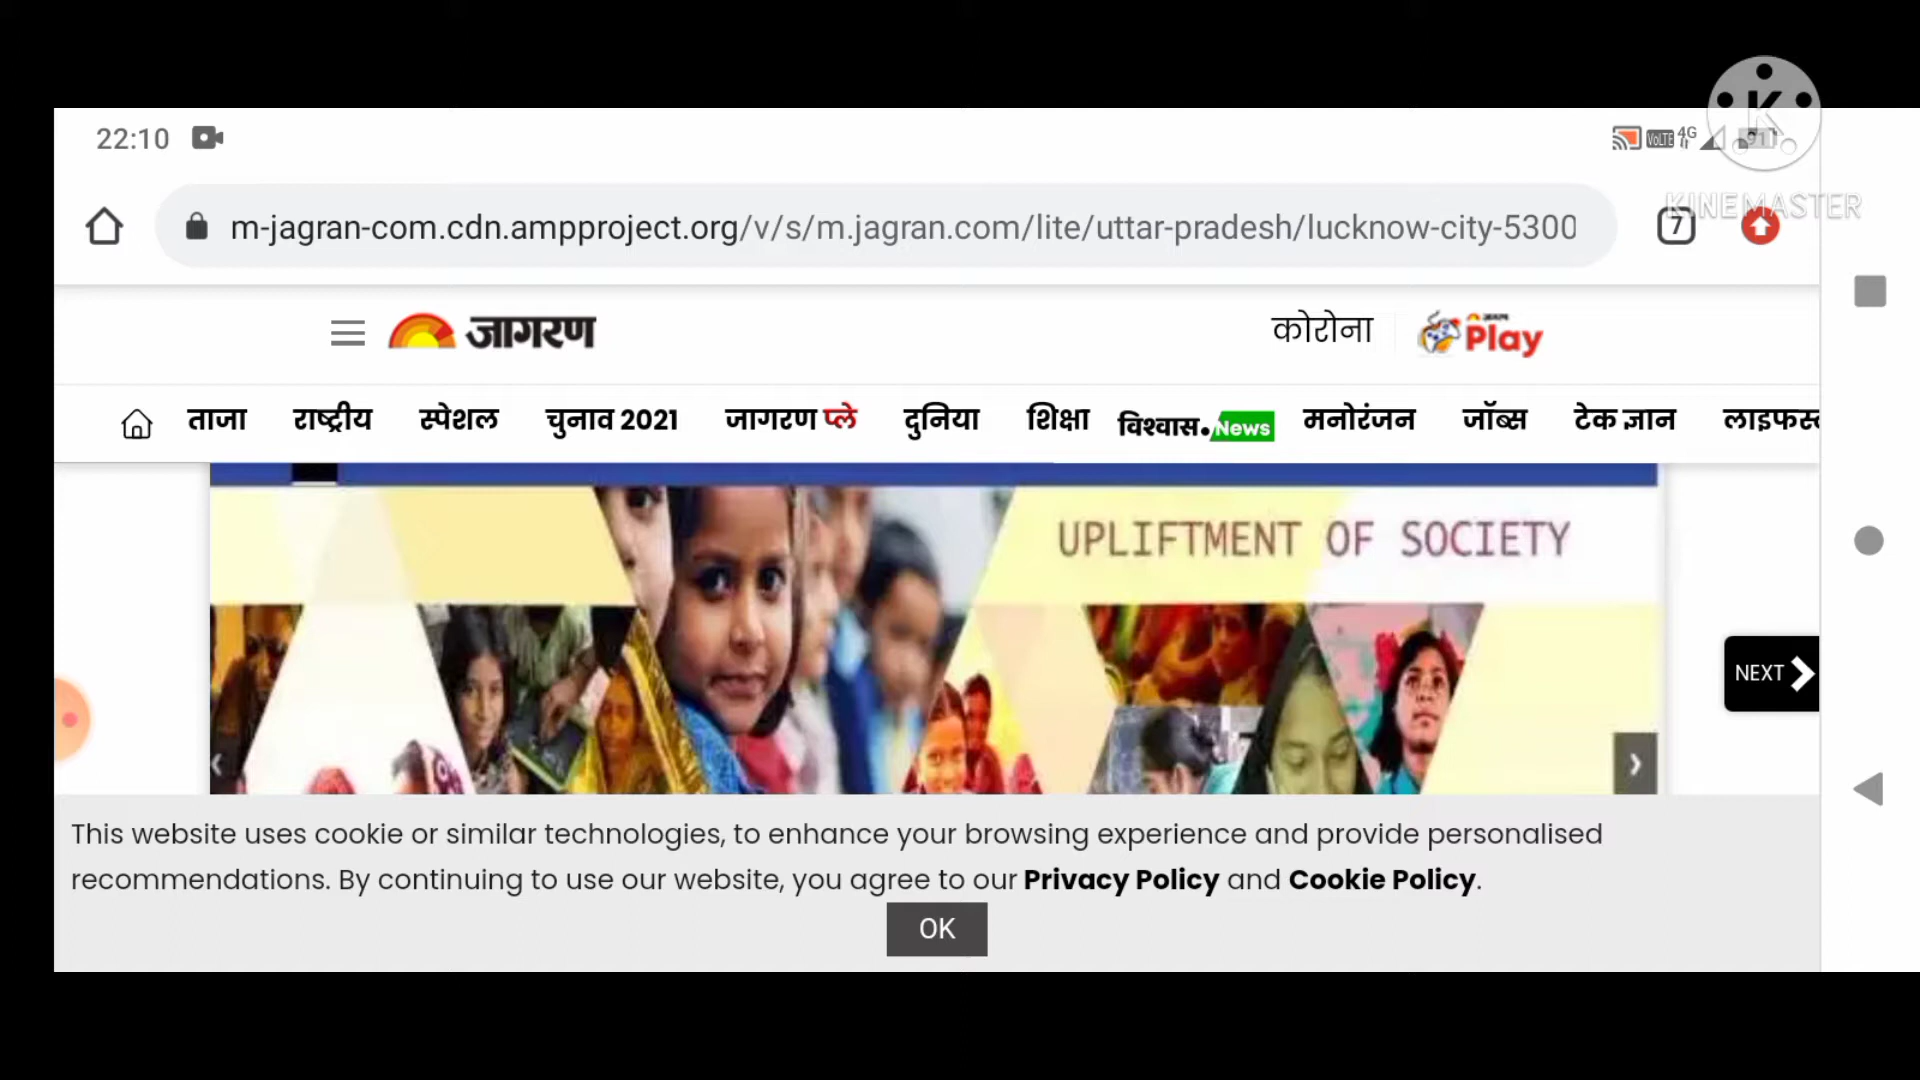 22:10
VoLTE 4G 91
KINEMASTER
m-jagran-com.cdn.ampproject.org/v/s/m.jagran.com/lite/uttar-pradesh/lucknow-city-5300
7
जागरण
कोरोना
Play
ताजा राष्ट्रीय स्पेशल चुनाव 2021 जागरण प्ले दुनिया शिक्षा विश्वास.News मनोरंजन जॉब्स टेक ज्ञान
UPLIFTMENT OF SOCIETY
NEXT
This website uses cookie or similar technologies, to enhance your browsing experience and provide personalised
recommendations. By continuing to use our website, you agree to our Privacy Policy and Cookie Policy.
OK